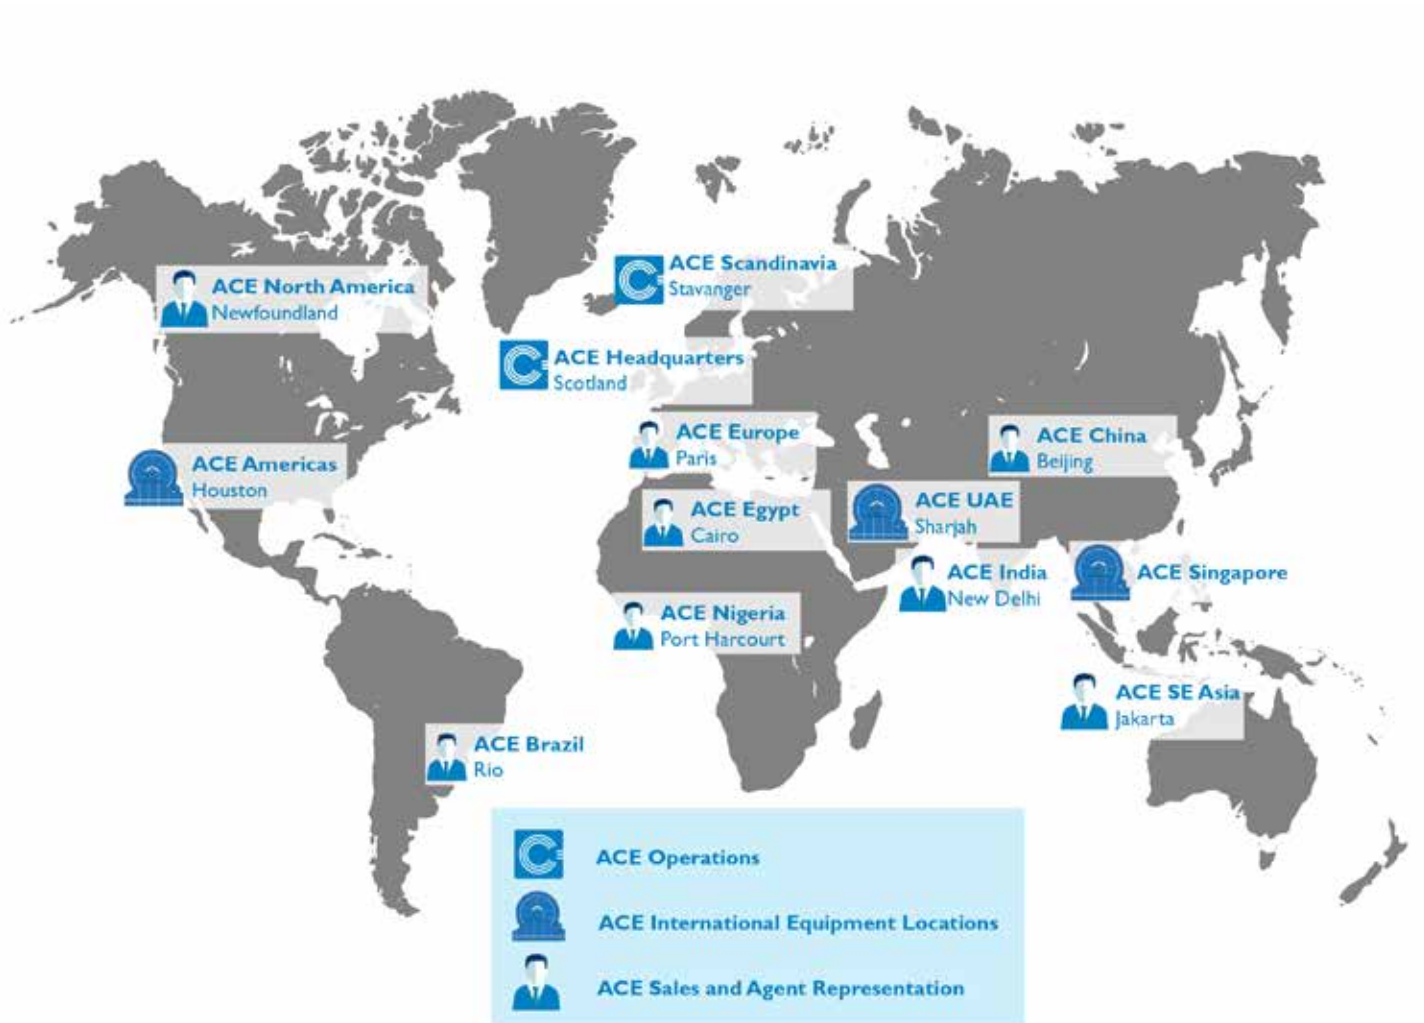 ACE Scandinavia
Stavanger
ACE North America
Newfoundland
ACE Headquarters
Scotland
ACE Europe
Paris
ACE China
Beijing
ACE Americas
Houston
ACE Egypt
Cairo
ACE UAE
Sharjah
ACE India
New Delhi
ACE Singapore
ACE Nigeria
Port Harcourt
ACE SE Asia
Jakarta
ACE Brazil
Rio
ACE Operations
ACE International Equipment Locations
ACE Sales and Agent Representation